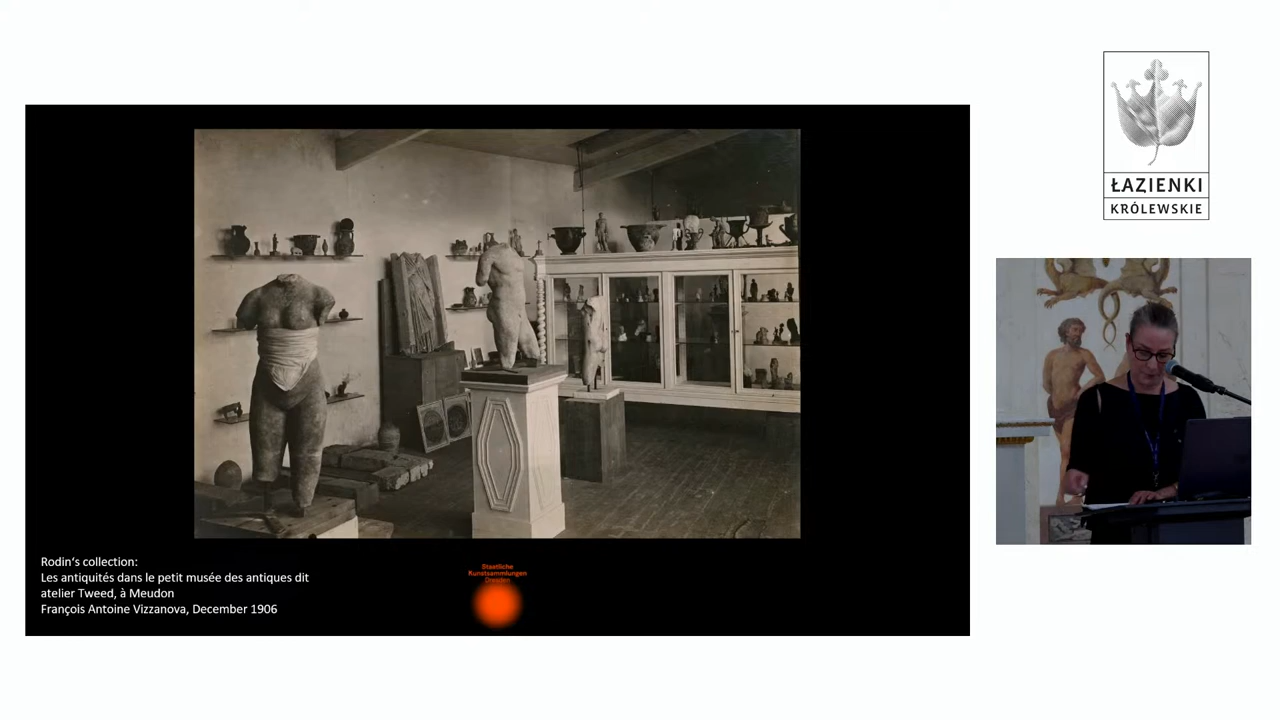 ŁAZIENKI
KRÓLEWSKIE
Rodin‘s collection:
Les antiquités dans le petit musée des antiques dit
atelier Tweed, à Meudon
François Antoine Vizzanova, December 1906
Staatliche
Kunstsammlungen
Dresden